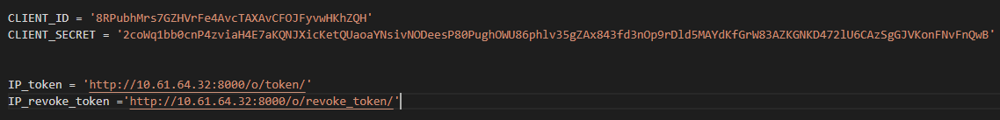 CLIENT_ID = '8RPubhMrs7GZHVrFe4AvcTAXAvCFOJFyvwHKhZQH'
CLIENT_SECRET = '2coWq1bb0cnP4zviaH4E7aKQNJXicKetQUaoaYNsivNODeesP80PughOWU86phlv35gZAx843fd3nOp9rDld5MAYdKfGrW83AZKGNKD472lU6CAzSgGJVKonFNvFnQwB'
IP_token = 'http://10.61.64.32:8000/o/token/'
IP_revoke_token ='http://10.61.64.32:8000/o/revoke_token/'